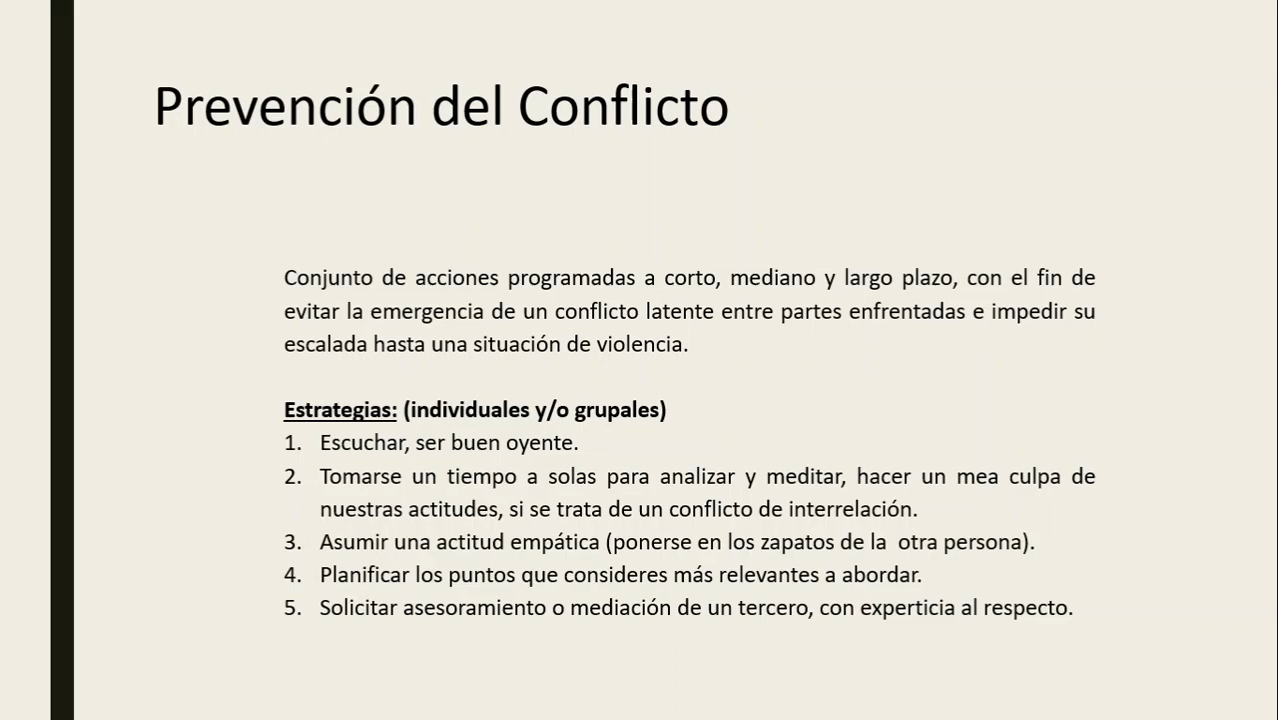 Prevención del Conflicto
Conjunto de acciones programadas a corto, mediano y largo plazo, con el fin de
evitar la emergencia de un conflicto latente entre partes enfrentadas e impedir su
escalada hasta una situación de violencia.
Estrategias: (individuales y/o grupales)
1. Escuchar, ser buen oyente.
2. Tomarse un tiempo a solas para analizar y meditar, hacer un mea culpa de
nuestras actitudes, si se trata de un conflicto de interrelación.
3. Asumir una actitud empática (ponerse en los zapatos de la  otra persona).
4. Planificar los puntos que consideres más relevantes a abordar.
5. Solicitar asesoramiento o mediación de un tercero, con experticia al respecto.